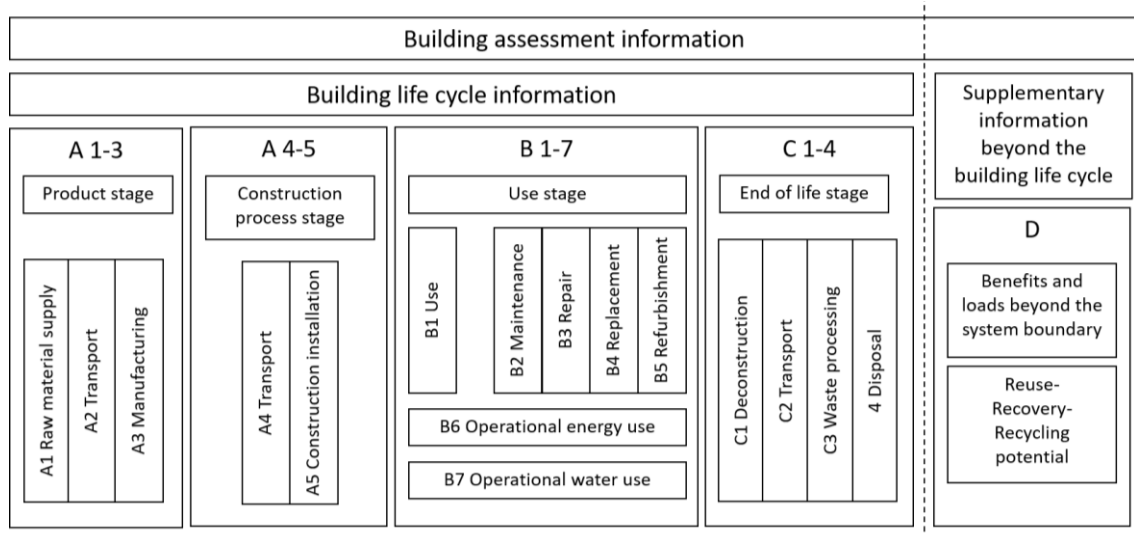 Building assessment information
Building life cycle information
Supplementary
information
beyond the
building life cycle
A 1-3
Product stage
A1 Raw material supply
A2 Transport
A3 Manufacturing
A 4-5
Construction
process stage
A4 Transport
A5 Construction installation
B 1-7
Use stage
B1 Use
B2 Maintenance
B3 Repair
B4 Replacement
B5 Refurbishment
B6 Operational energy use
B7 Operational water use
C 1-4
End of life stage
C1 Deconstruction
C2 Transport
C3 Waste processing
4 Disposal
D
Benefits and
loads beyond the
system boundary
Reuse-
Recovery-
Recycling
potential